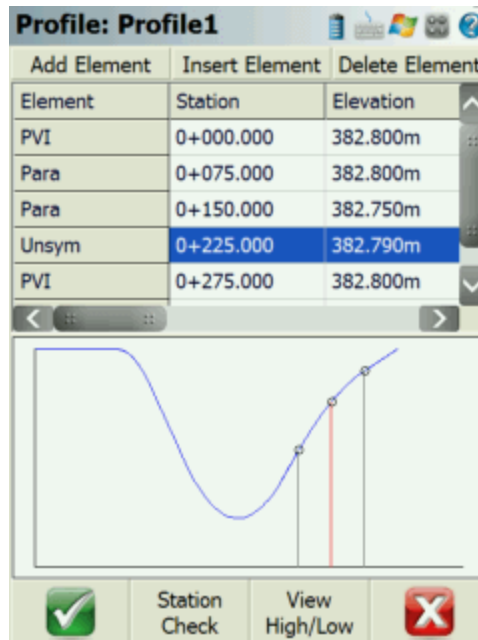 Profile: Profile1
Add Element Insert Element Delete Element
Element Station Elevation
PVI 0+000.000 382.800m
Para 0+075.000 382.800m
Para 0+150.000 382.750m
Unsym 0+225.000 382.790m
PVI 0+275.000 382.800m
Station Check
View High/Low